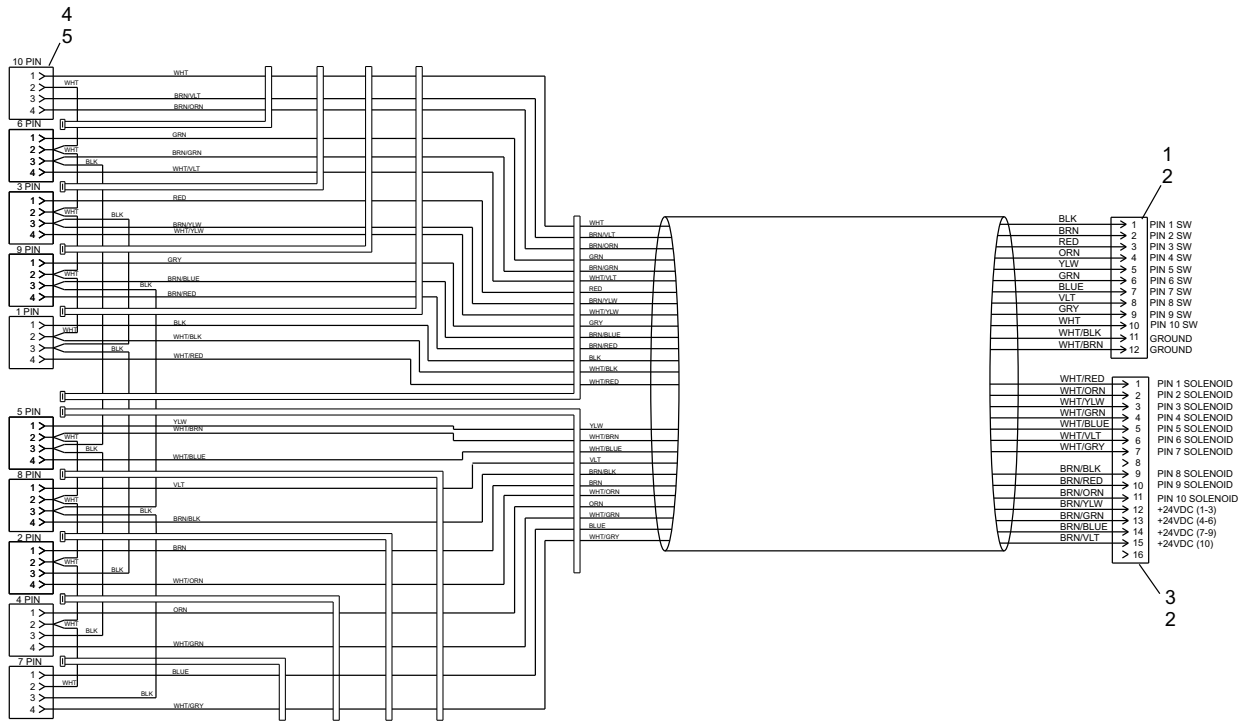 4
5
10 PIN
1 WHT
2 WHT
3 BRN/VLT
4 BRN/ORN
6 PIN
1 GRN
2 WHT
3 BRN/GRN
BLK
4 WHT/VLT
3 PIN
1 RED
2 WHT
BLK
3 BRN/YLW
4 WHT/YLW
9 PIN
1 GRY
2 WHT
3 BRN/BLUE
BLK
4 BRN/RED
1 PIN
1 BLK
2 WHT
WHT/BLK
3 BLK
4 WHT/RED
5 PIN
1 YLW
2 WHT/BRN
WHT
3 BLK
4 WHT/BLUE
8 PIN
1 VLT
2 WHT
3 BLK
4 BRN/BLK
2 PIN
1 BRN
2 WHT
3 BLK
4 WHT/ORN
4 PIN
1 ORN
2 WHT
3 BLK
4 WHT/GRN
7 PIN
1 BLUE
2 WHT
3 BLK
4 WHT/GRY
WHT
BRN/VLT
BRN/ORN
GRN
BRN/GRN
WHT/VLT
RED
BRN/YLW
WHT/YLW
GRY
BRN/BLUE
BRN/RED
BLK
WHT/BLK
WHT/RED
YLW
WHT/BRN
WHT/BLUE
VLT
BRN/BLK
BRN
WHT/ORN
ORN
WHT/GRN
BLUE
WHT/GRY
1
2
BLK 1 PIN 1 SW
BRN 2 PIN 2 SW
RED 3 PIN 3 SW
ORN 4 PIN 4 SW
YLW 5 PIN 5 SW
GRN 6 PIN 6 SW
BLUE 7 PIN 7 SW
VLT 8 PIN 8 SW
GRY 9 PIN 9 SW
WHT 10 PIN 10 SW
WHT/BLK 11 GROUND
WHT/BRN 12 GROUND
WHT/RED 1 PIN 1 SOLENOID
WHT/ORN 2 PIN 2 SOLENOID
WHT/YLW 3 PIN 3 SOLENOID
WHT/GRN 4 PIN 4 SOLENOID
WHT/BLUE 5 PIN 5 SOLENOID
WHT/VLT 6 PIN 6 SOLENOID
WHT/GRY 7 PIN 7 SOLENOID
8
BRN/BLK 9 PIN 8 SOLENOID
BRN/RED 10 PIN 9 SOLENOID
BRN/ORN 11 PIN 10 SOLENOID
BRN/YLW 12 +24VDC (1-3)
BRN/GRN 13 +24VDC (4-6)
BRN/BLUE 14 +24VDC (7-9)
BRN/VLT 15 +24VDC (10)
16
3
2